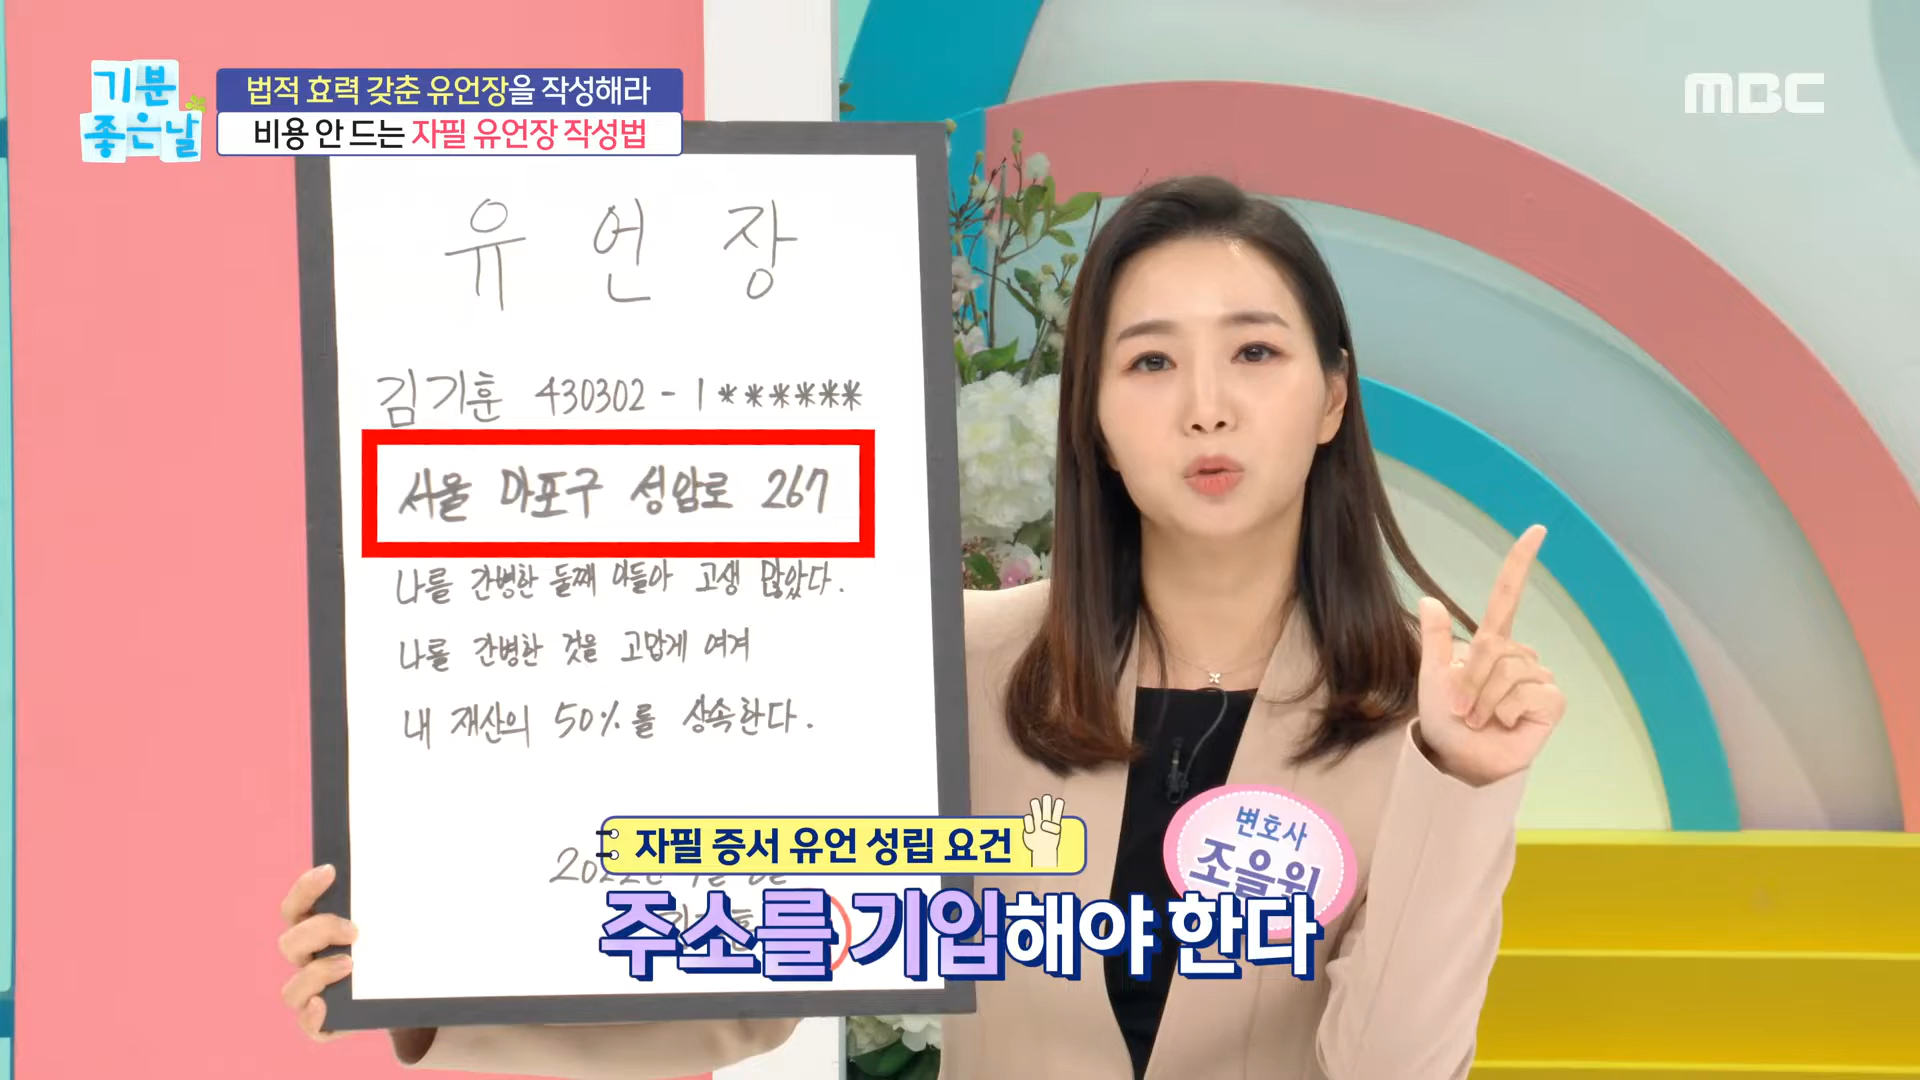 기분
좋은날
법적 효력 갖춘 유언장을 작성해라
비용 안 드는 자필 유언장 작성법
MBC
유언장
김기훈 430302-1******
서울 마포구 성암로 267
나를 간병한 둘째 아들아 고생 많았다.
나를 간병한 것을 고맙게 여겨
내 재산의 50%를 상속한다.
변호사
조을원
자필 증서 유언 성립 요건
주소를 기입해야 한다